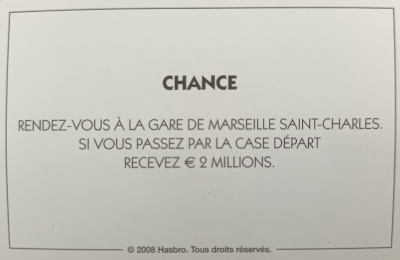 CHANCE
RENDEZ-VOUS À LA GARE DE MARSEILLE SAINT-CHARLES.
SI VOUS PASSEZ PAR LA CASE DÉPART
RECEVEZ € 2 MILLIONS.
© 2008 Hasbro. Tous droits réservés.